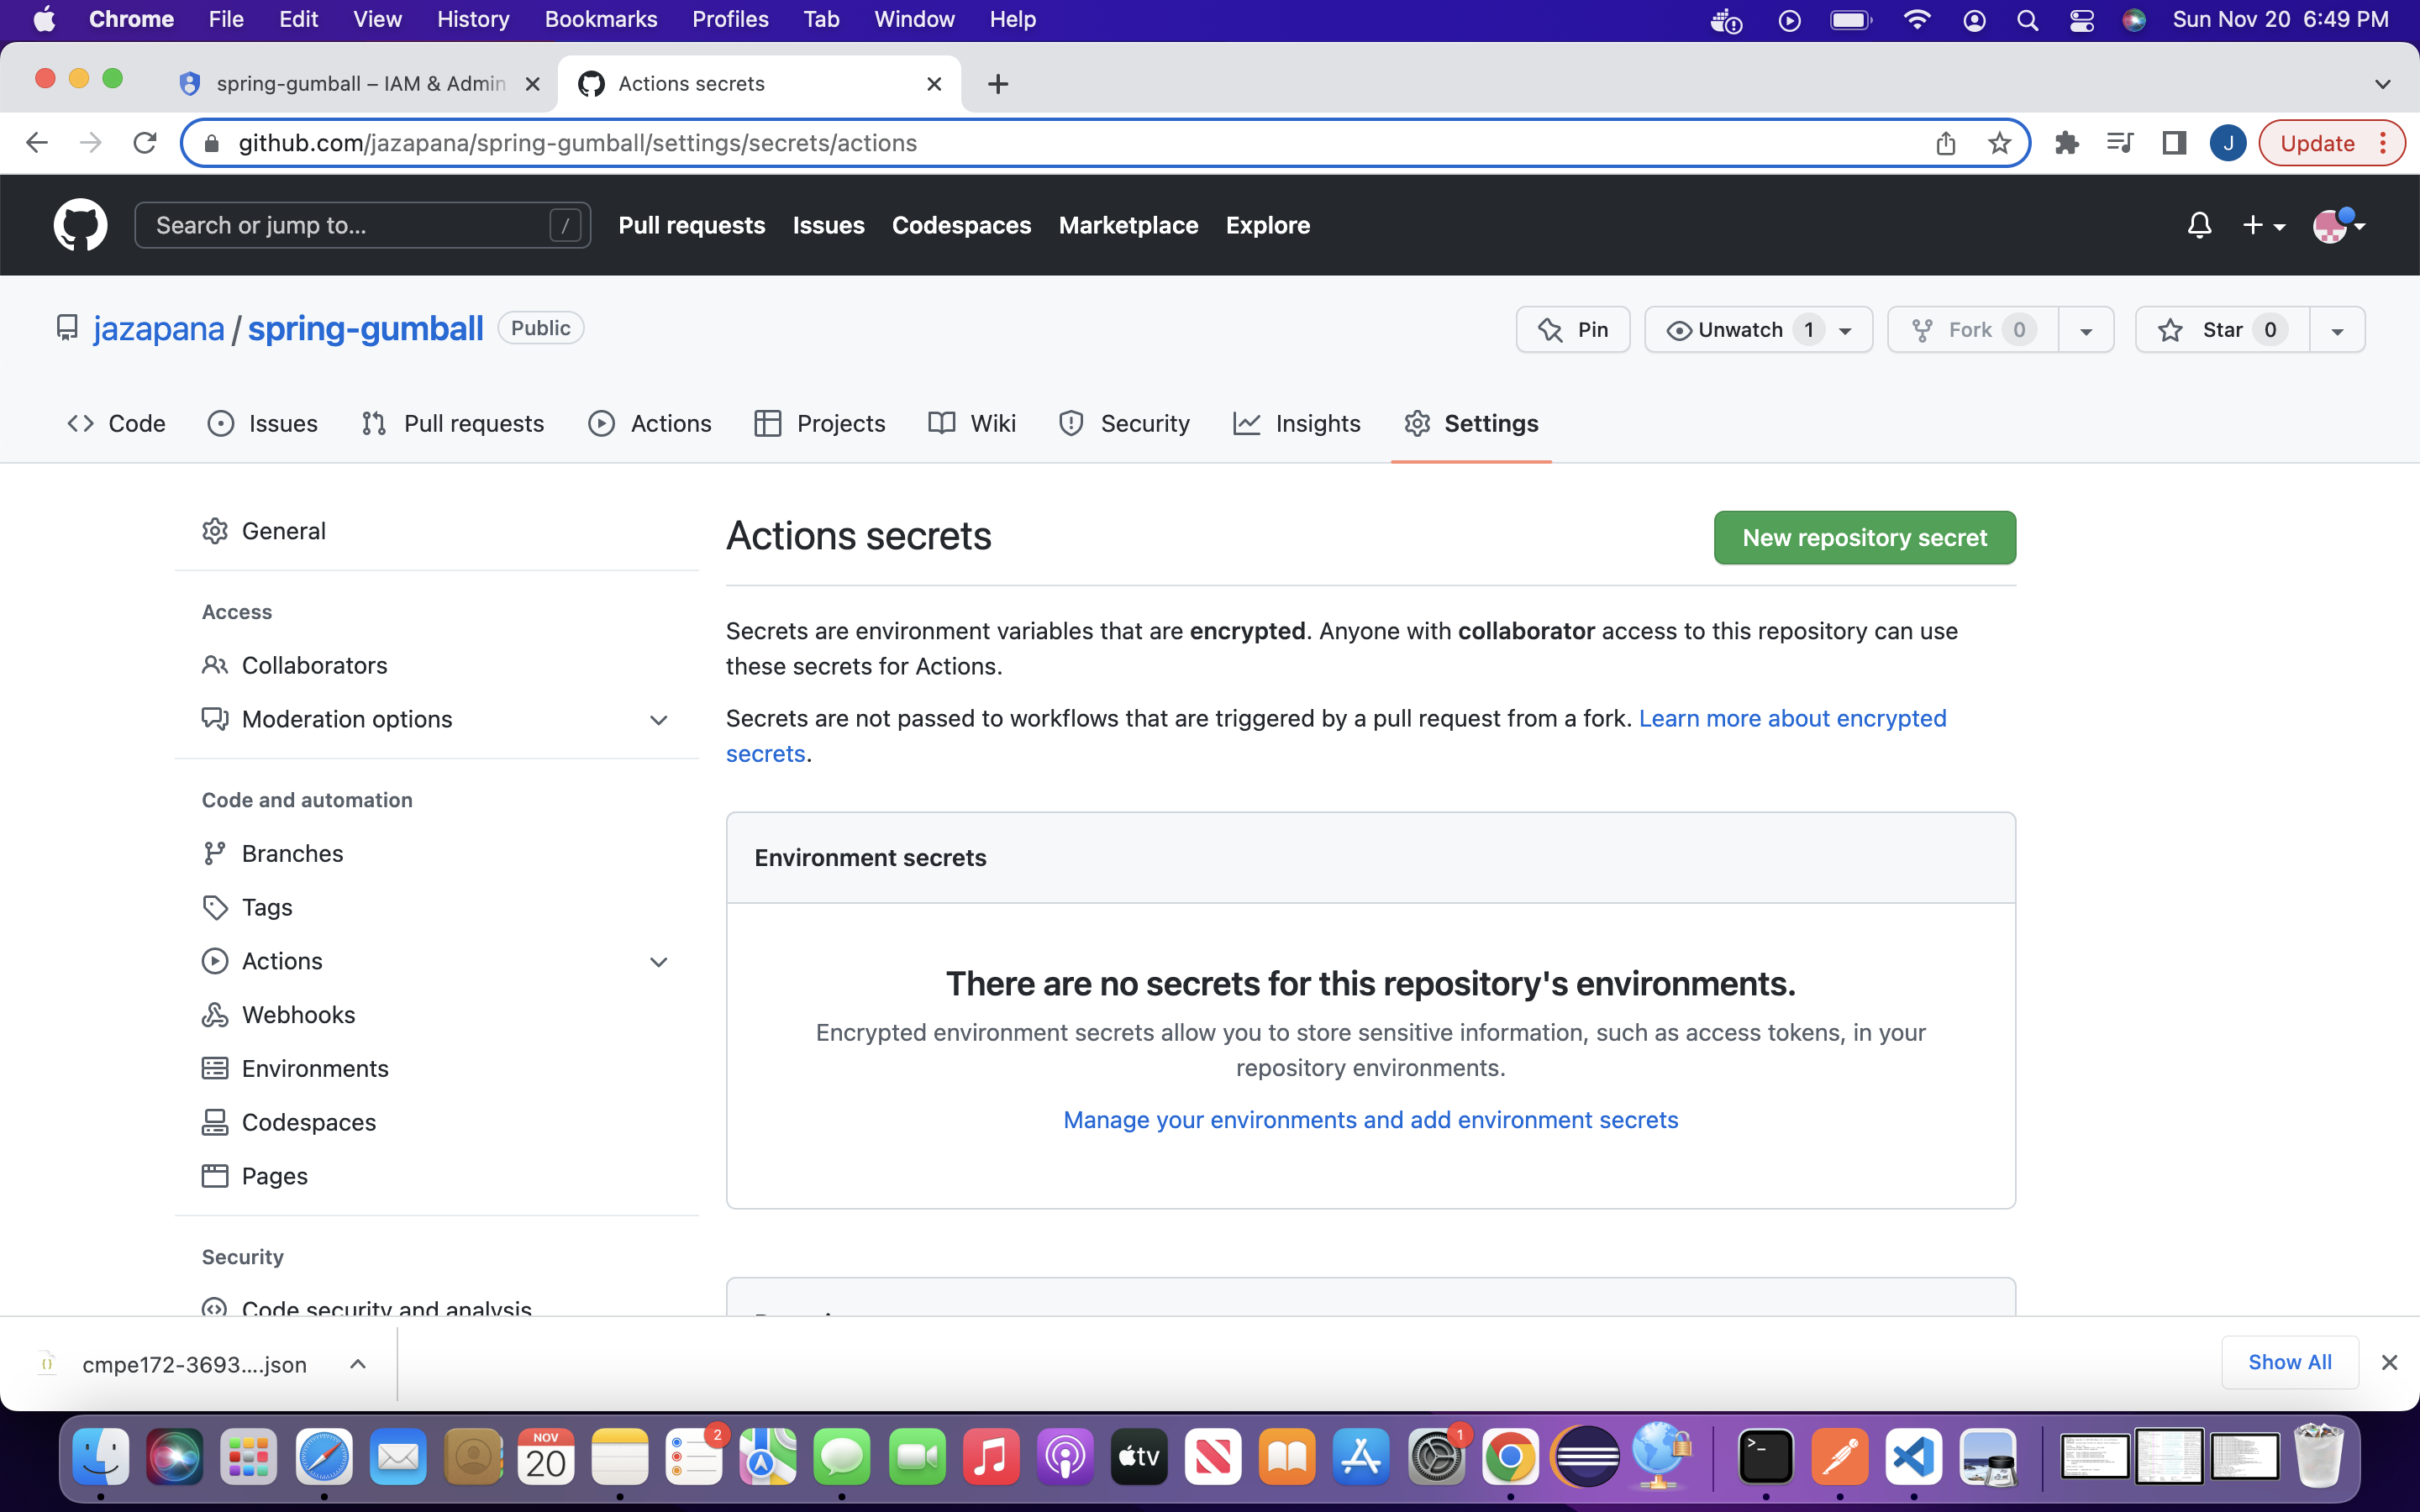 Chrome File Edit View History Bookmarks Profiles Tab Window Help Sun Nov 20 6:49 PM
spring-gumball – IAM & Admin Actions secrets
github.com/jazapana/spring-gumball/settings/secrets/actions J Update
Search or jump to... / Pull requests Issues Codespaces Marketplace Explore
jazapana / spring-gumball Public Pin Unwatch 1 Fork 0 Star 0
Code Issues Pull requests Actions Projects Wiki Security Insights Settings
General
Access
Collaborators
Moderation options
Code and automation
Branches
Tags
Actions
Webhooks
Environments
Codespaces
Pages
Security
Code security and analysis
Actions secrets New repository secret
Secrets are environment variables that are encrypted. Anyone with collaborator access to this repository can use
these secrets for Actions.
Secrets are not passed to workflows that are triggered by a pull request from a fork. Learn more about encrypted
secrets.
Environment secrets
There are no secrets for this repository's environments.
Encrypted environment secrets allow you to store sensitive information, such as access tokens, in your
repository environments.
Manage your environments and add environment secrets
cmpe172-3693....json Show All
NOV
20
2
tv
1